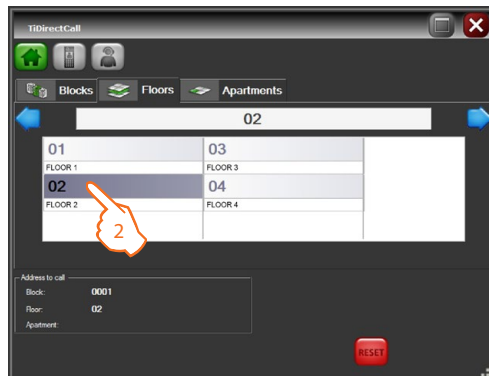 TiDirectCall
Blocks Floors Apartments
02
01 03
FLOOR 1 FLOOR 3
02 04
FLOOR 2 FLOOR 4
2
Address to call
Block: 0001
Floor: 02
Apartment:
RESET